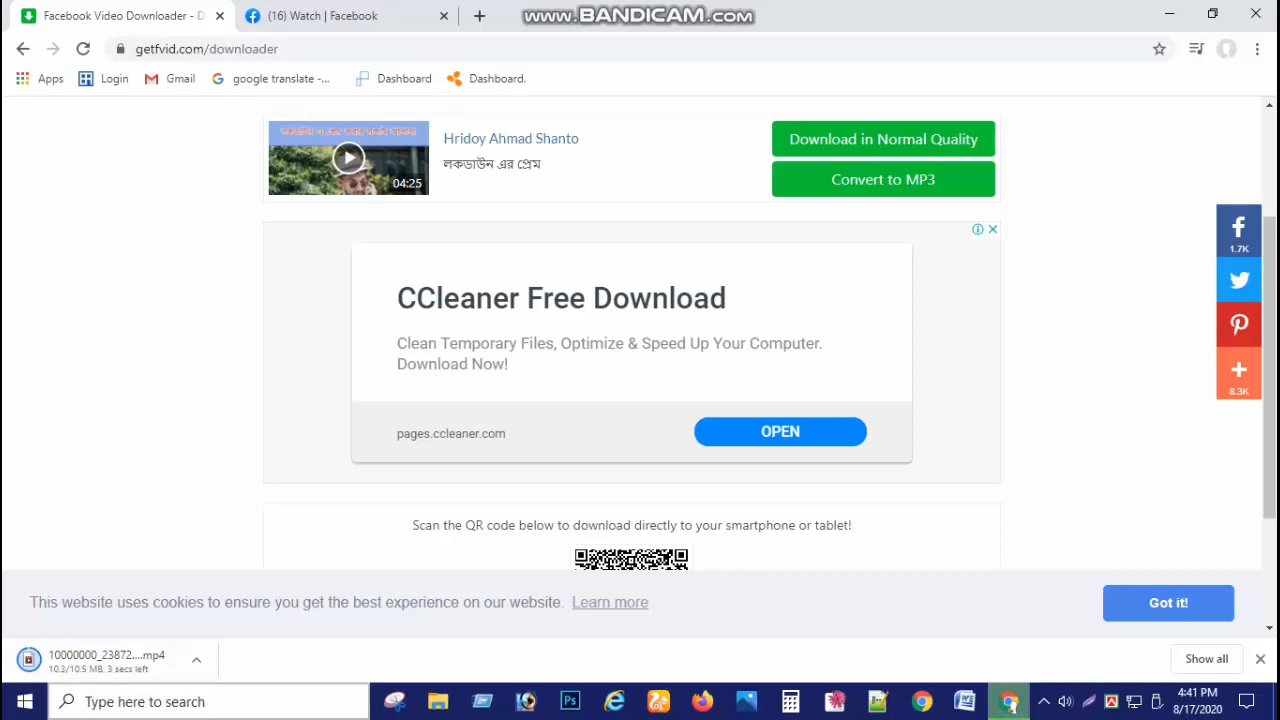 Facebook Video Downloader - D
(16) Watch | Facebook
www.BANDICAM.com
getfvid.com/downloader
Apps
Login
Gmail
google translate -...
Dashboard
Dashboard.
Hridoy Ahmad Shanto
লকডাউন এর প্রেম
04:25
Download in Normal Quality
Convert to MP3
1.7K
8.3K
CCleaner Free Download
Clean Temporary Files, Optimize & Speed Up Your Computer.
Download Now!
pages.ccleaner.com
OPEN
Scan the QR code below to download directly to your smartphone or tablet!
This website uses cookies to ensure you get the best experience on our website. Learn more
Got it!
10000000_23872....mp4
10.3/10.5 MB, 3 secs left
Show all
Type here to search
Ps
4:41 PM
8/17/2020